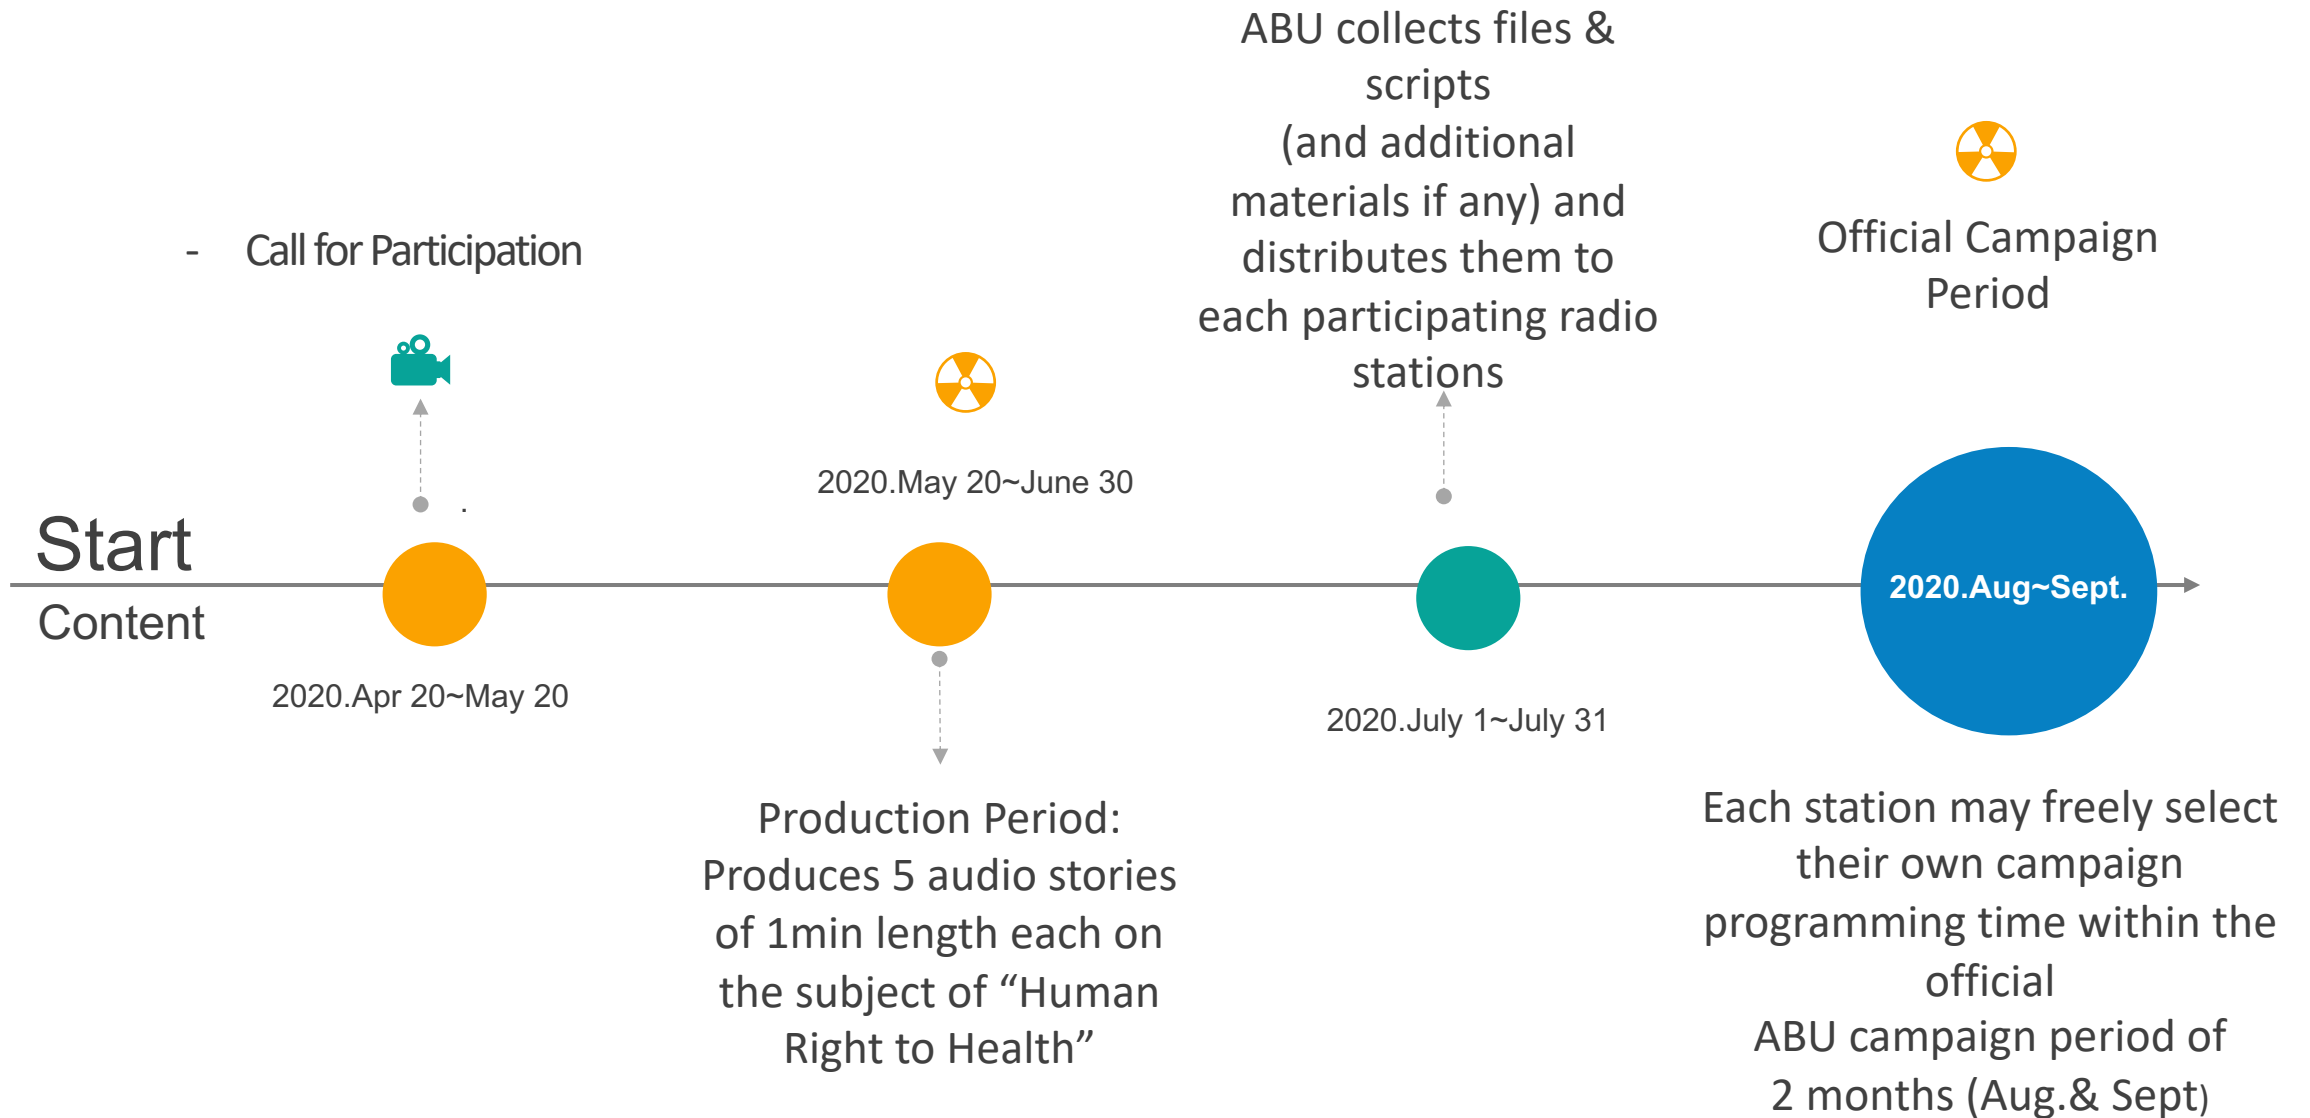 - Call for Participation
.
Start
Content
2020.Apr 20~May 20
2020.May 20~June 30
Production Period:
Produces 5 audio stories
of 1min length each on
the subject of “Human
Right to Health”
ABU collects files &
scripts
(and additional
materials if any) and
distributes them to
each participating radio
stations
2020.July 1~July 31
Official Campaign
Period
2020.Aug~Sept.
Each station may freely select
their own campaign
programming time within the
official
ABU campaign period of
2 months (Aug.& Sept)